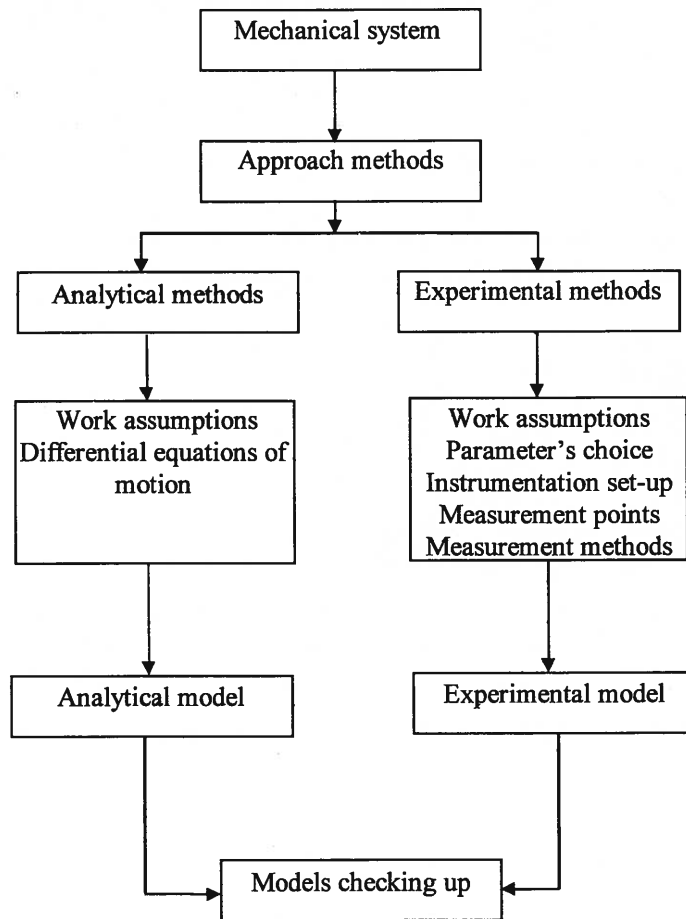 Mechanical system
Approach methods
Analytical methods
Experimental methods
Work assumptions
Differential equations of
motion
Work assumptions
Parameter’s choice
Instrumentation set-up
Measurement points
Measurement methods
Analytical model
Experimental model
Models checking up